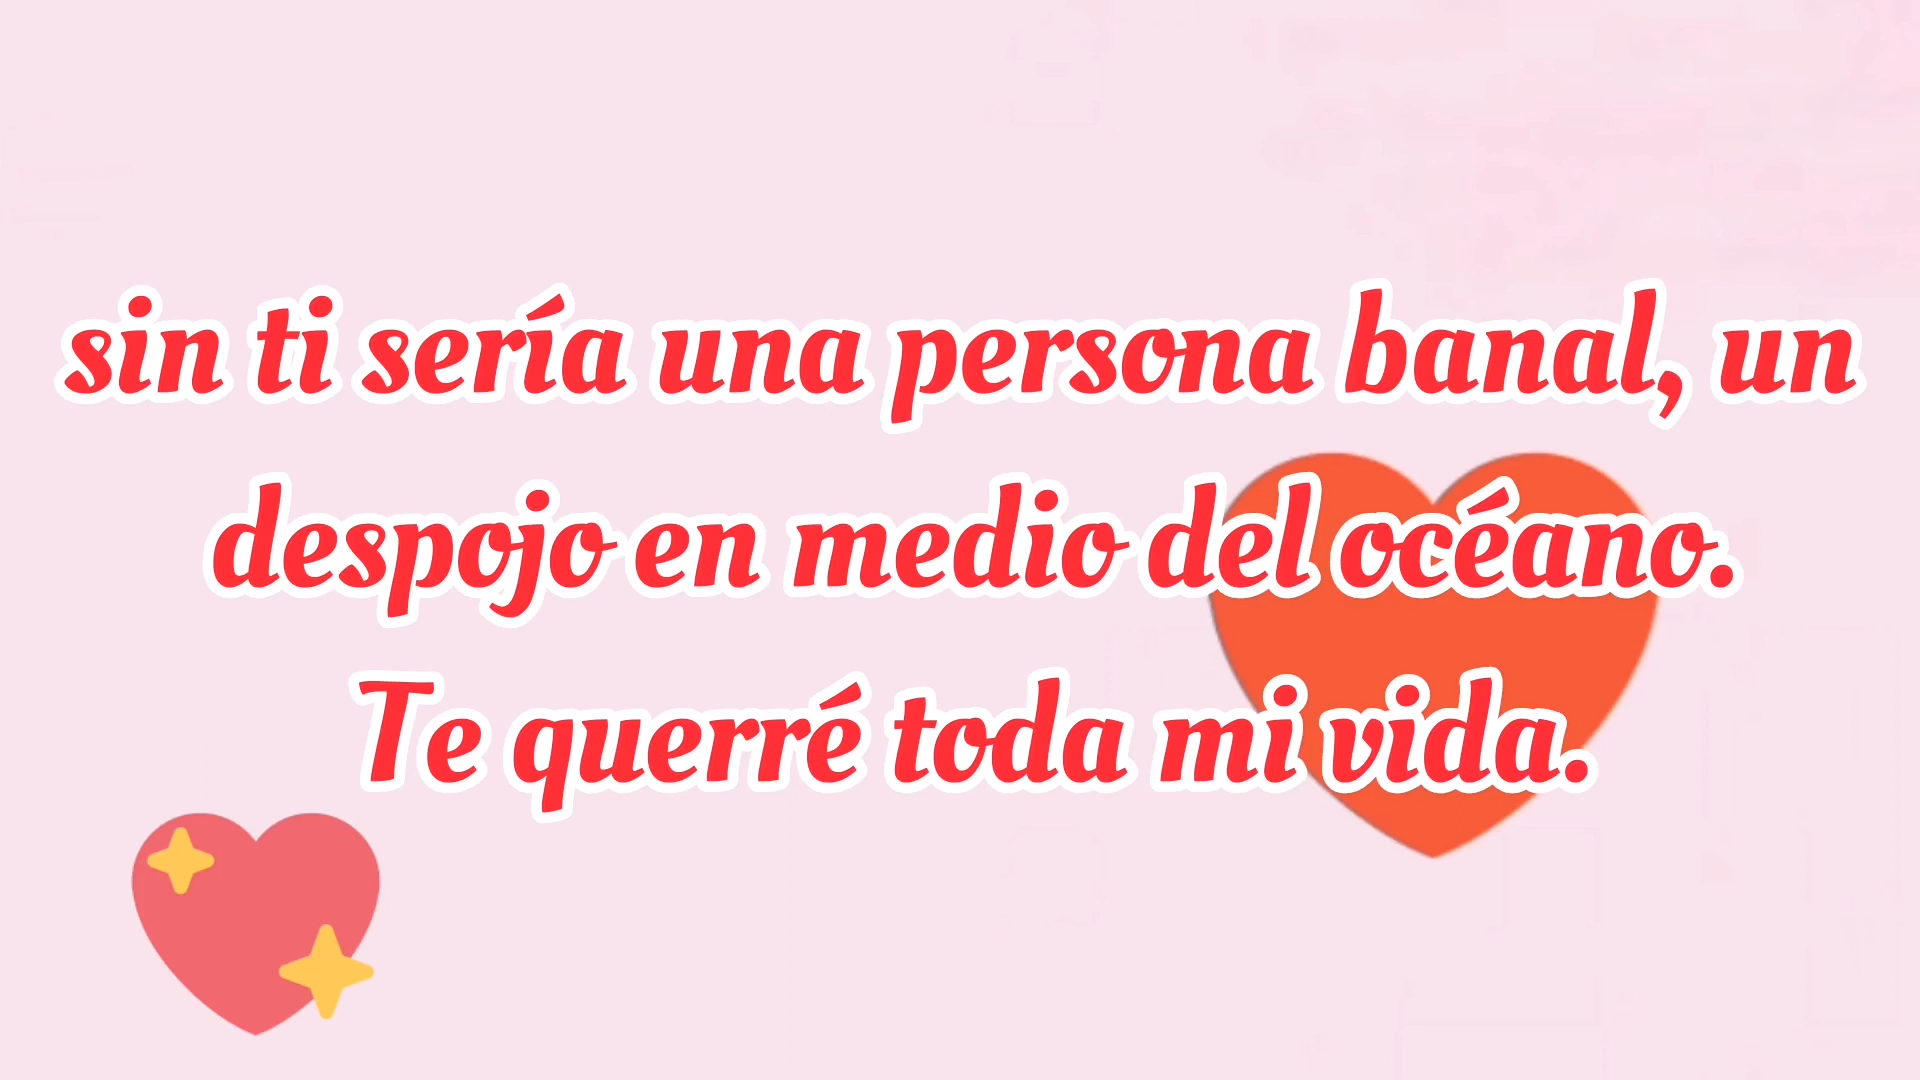 sin ti sería una persona banal, un
despojo en medio del océano.
Te querré toda mi vida.